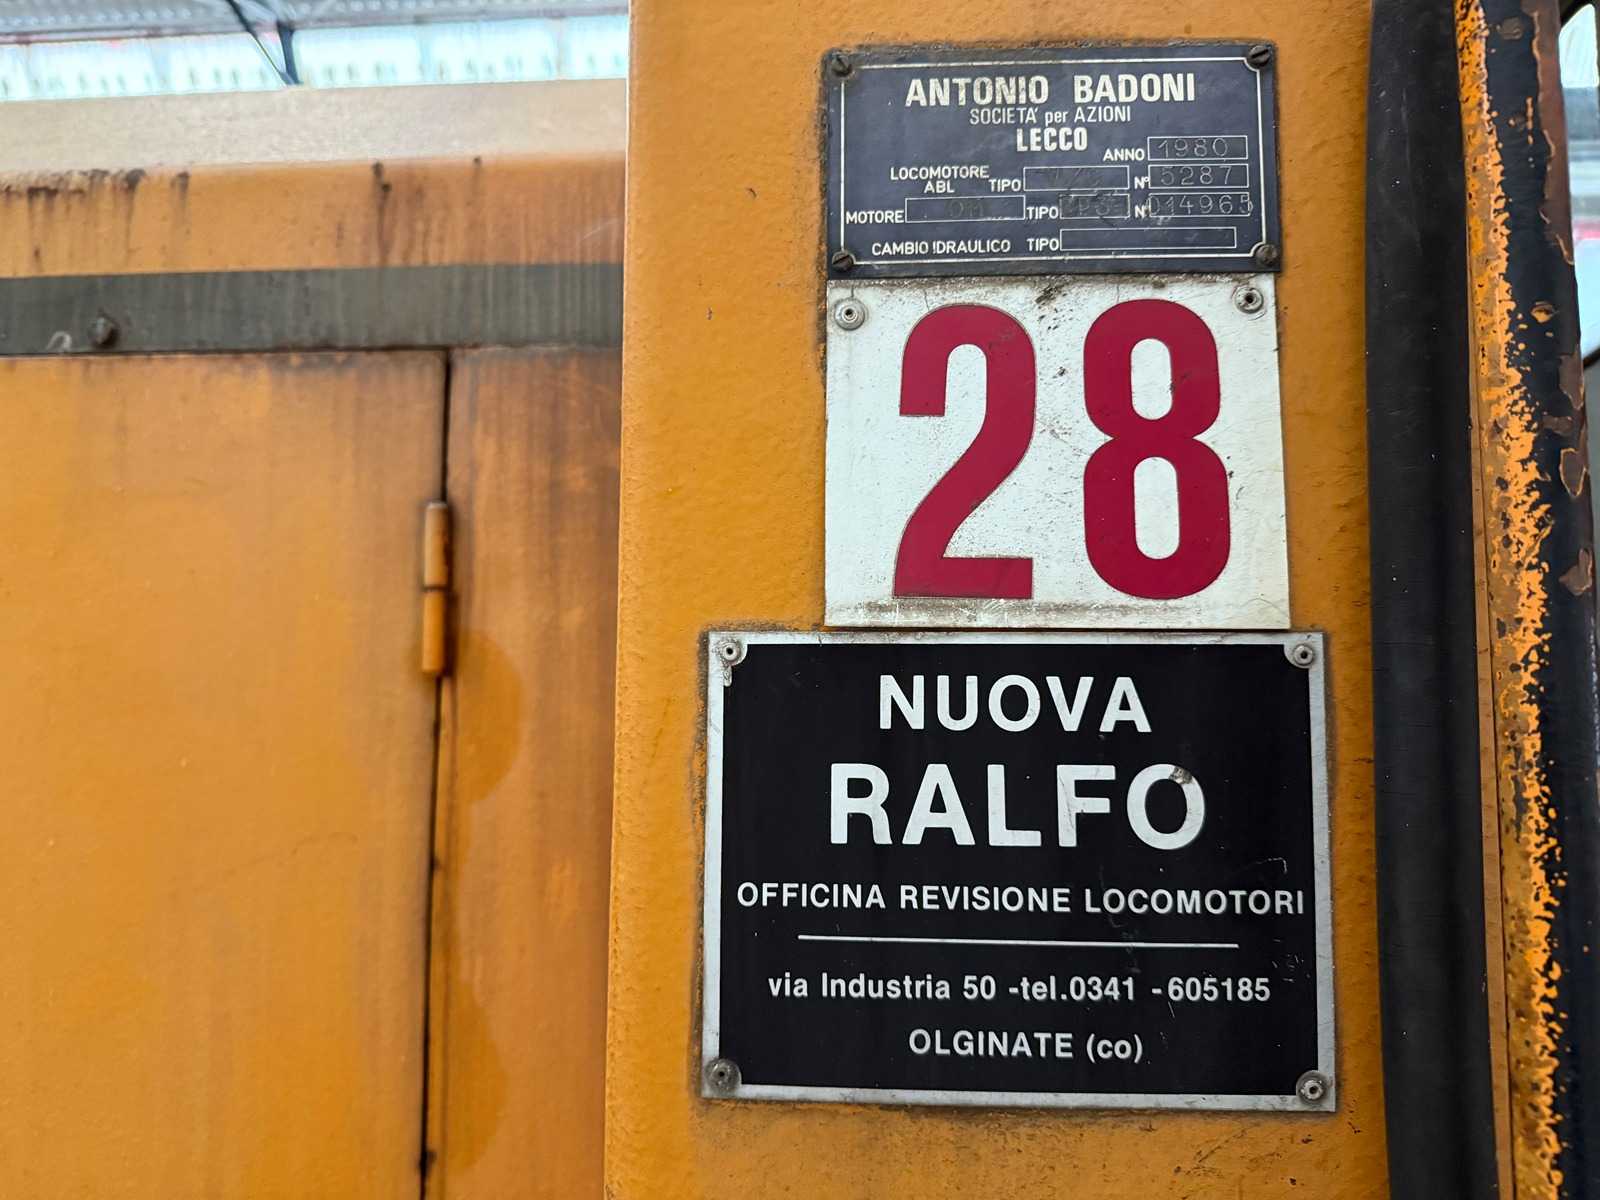 ANTONIO BADONI
SOCIETA' per AZIONI
LECCO
ANNO 1980
LOCOMOTORE ABL TIPO N° 5287
MOTORE OM TIPO N° 014965
CAMBIO IDRAULICO TIPO
28
NUOVA
RALFO
OFFICINA REVISIONE LOCOMOTORI
via Industria 50 -tel.0341 -605185
OLGINATE (co)